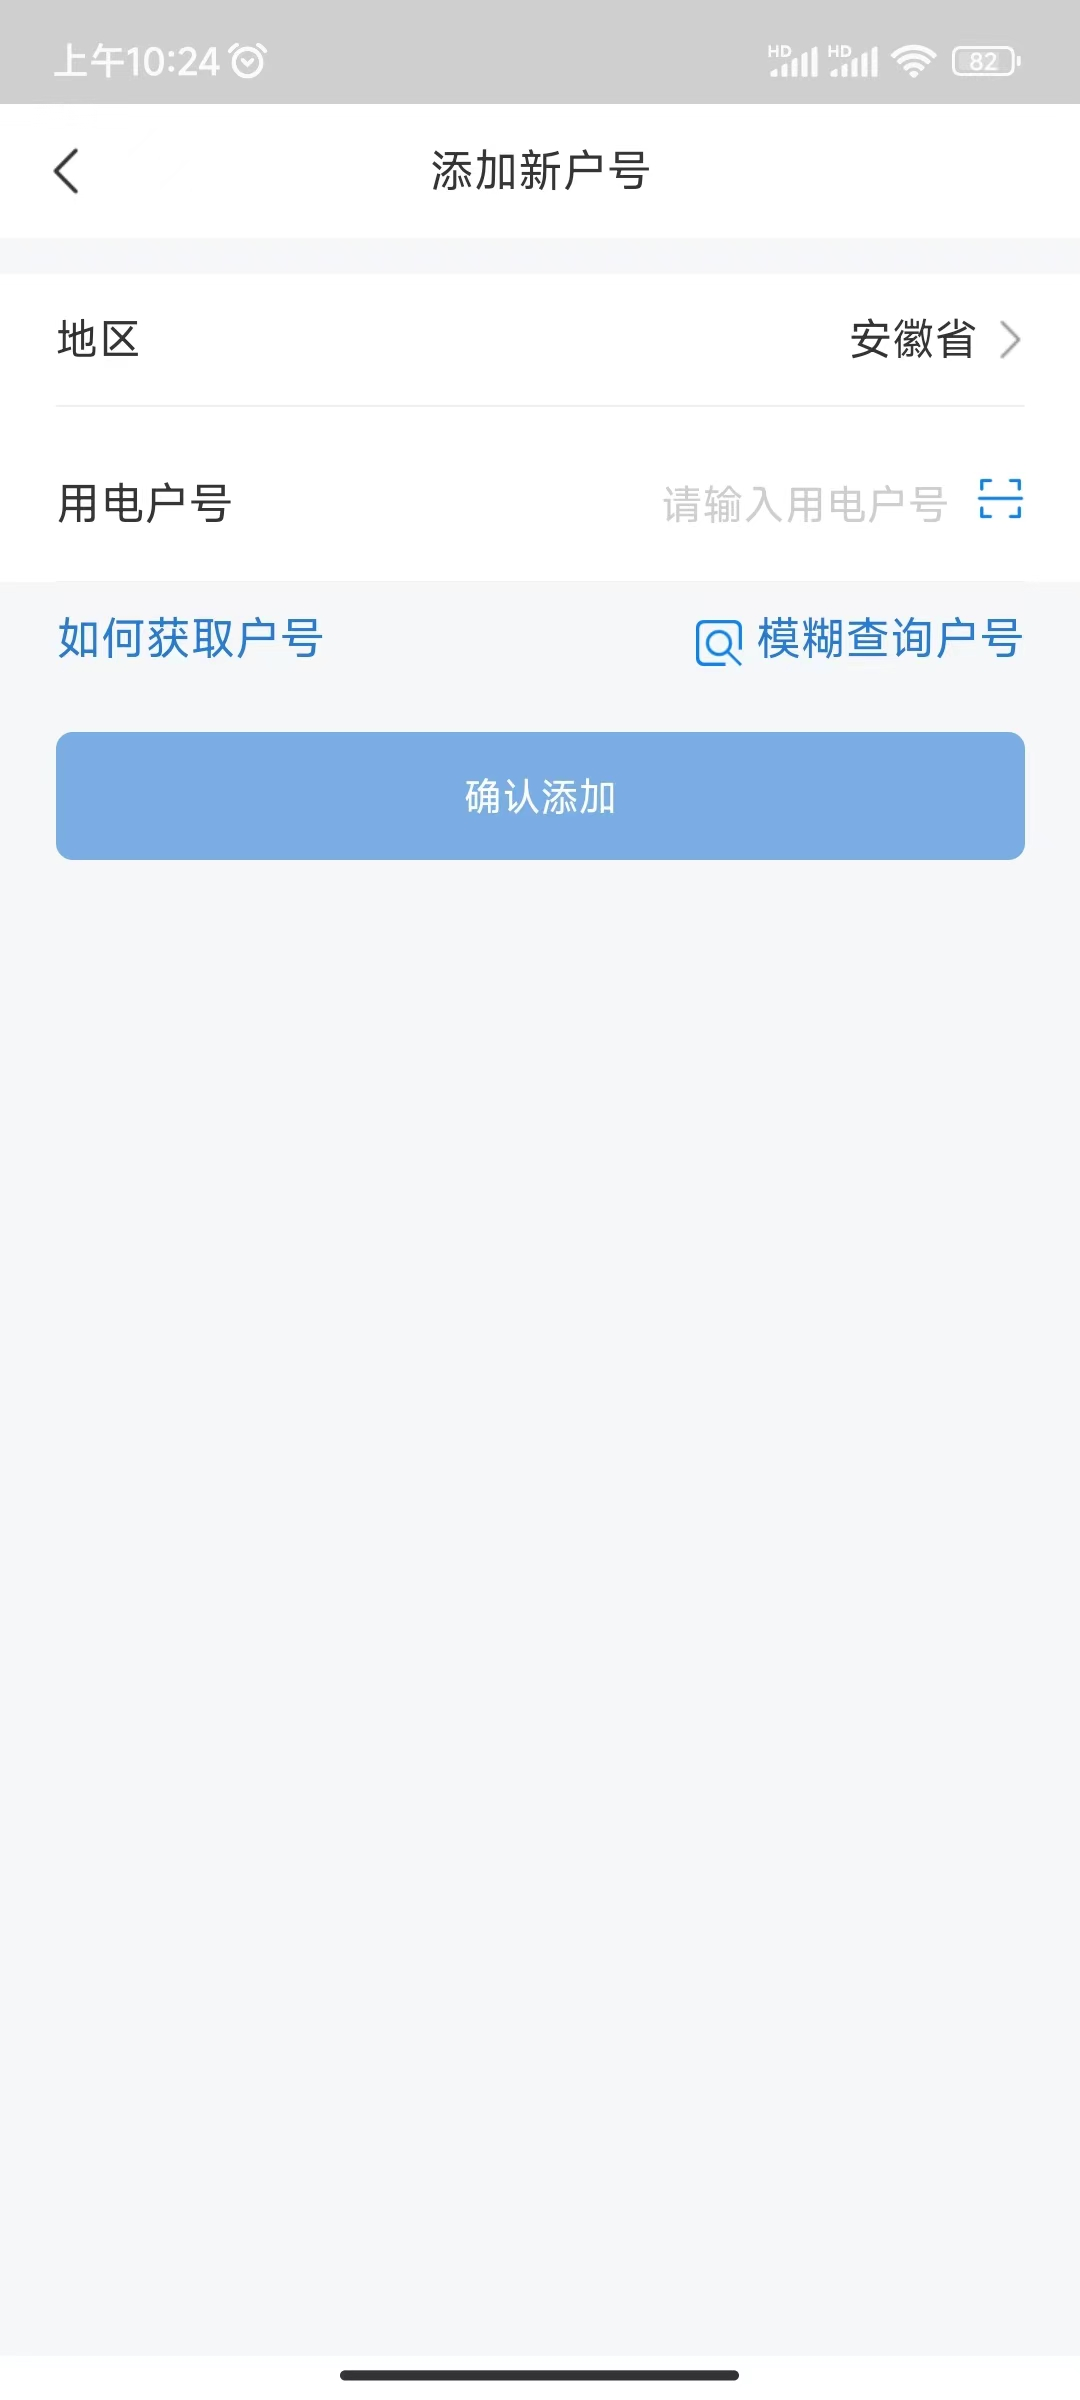 上午10:24
HD HD 82
添加新户号
地区 安徽省
用电户号 请输入用电户号
如何获取户号 模糊查询户号
确认添加